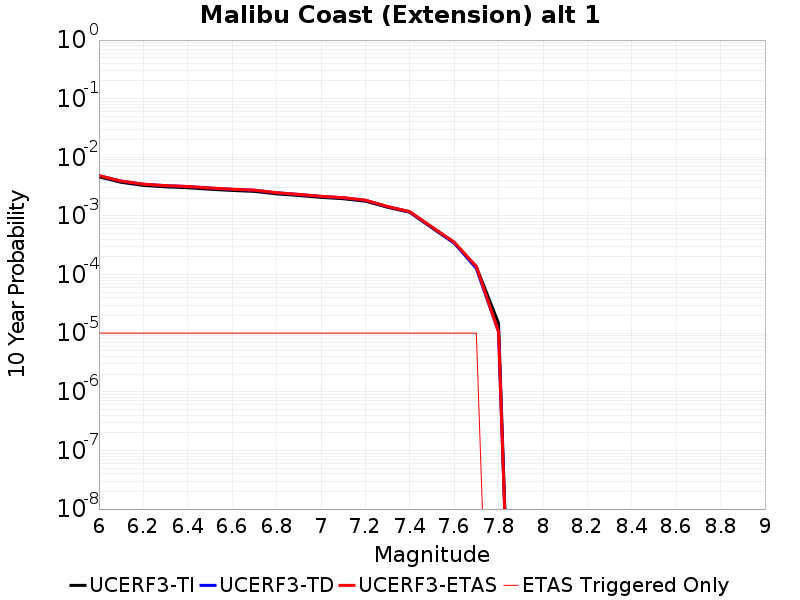 Malibu Coast (Extension) alt 1
10^0
10^-1
10^-2
10^-3
10^-4
10^-5
10^-6
10^-7
10^-8
10 Year Probability
6 6.2 6.4 6.6 6.8 7 7.2 7.4 7.6 7.8 8 8.2 8.4 8.6 8.8 9
Magnitude
UCERF3-TI UCERF3-TD UCERF3-ETAS ETAS Triggered Only